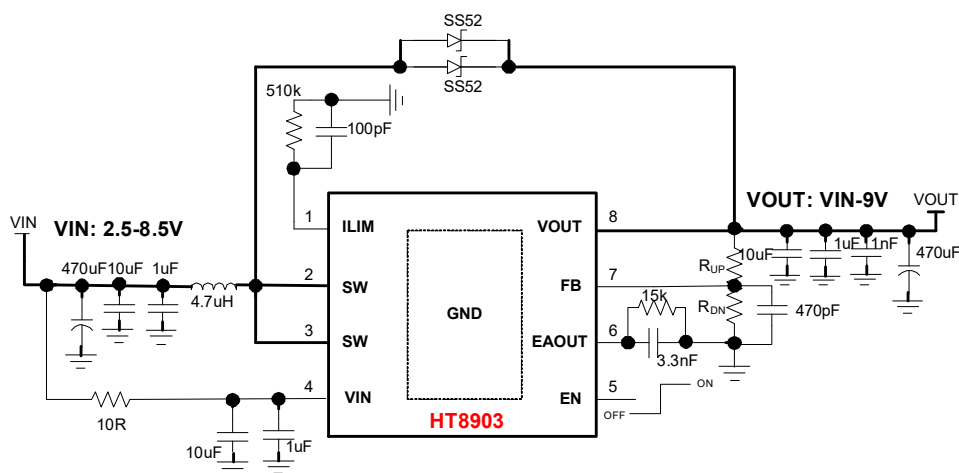 SS52
SS52
510k
100pF
VIN
VIN: 2.5-8.5V
470uF 10uF 1uF
4.7uH
10R
10uF
1uF
1
2
3
4
ILIM
SW
SW
VIN
GND
HT8903
VOUT
FB
EAOUT
EN
8
7
6
5
VOUT: VIN-9V
VOUT
10uF
1uF
1nF
470uF
RUP
RDN
470pF
15k
3.3nF
OFF
ON